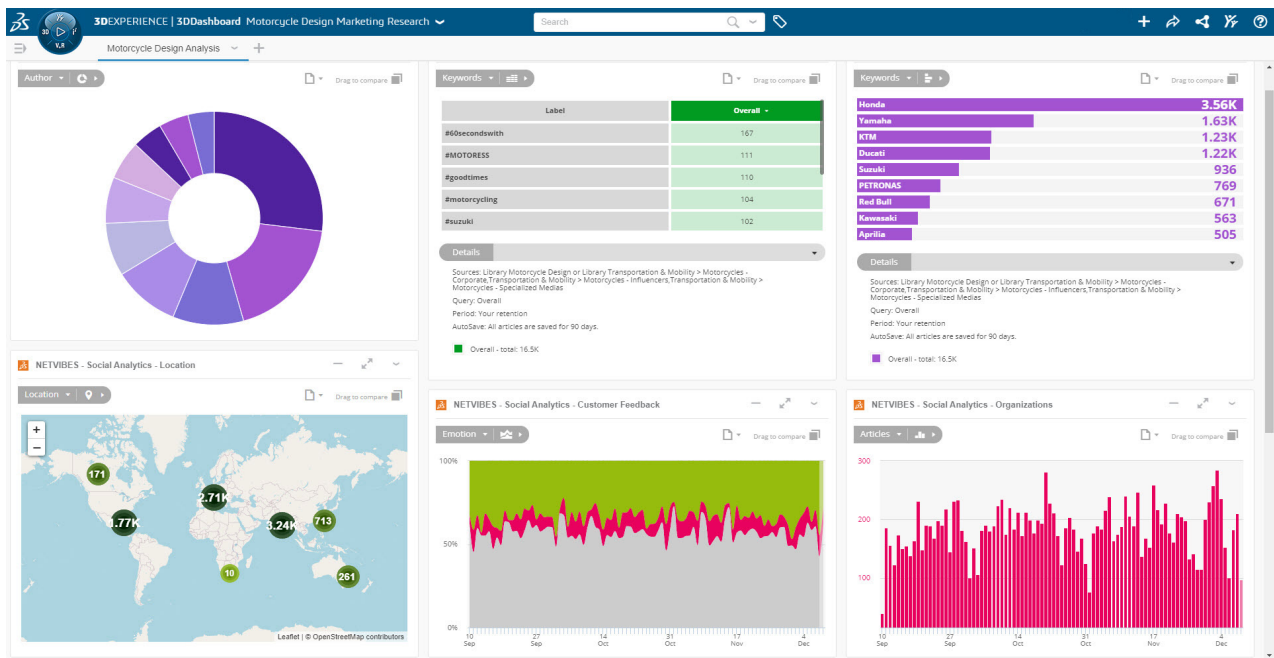 3DEXPERIENCE | 3DDashboard Motorcycle Design Marketing Research
Search
3D
V.R
Motorcycle Design Analysis
Author
Drag to compare
Keywords
Drag to compare
Label Overall
#60secondswith 167
#MOTORESS 111
#goodtimes 110
#motorcycling 104
#suzuki 102
Details
Sources: Library Motorcycle Design or Library Transportation & Mobility > Motorcycles -
Corporate,Transportation & Mobility > Motorcycles - Influencers,Transportation & Mobility >
Motorcycles - Specialized Medias
Query: Overall
Period: Your retention
AutoSave: All articles are saved for 90 days.
Overall - total: 16.5K
Keywords
Drag to compare
Honda 3.56K
Yamaha 1.63K
KTM 1.23K
Ducati 1.22K
Suzuki 936
PETRONAS 769
Red Bull 671
Kawasaki 563
Aprilia 505
Details
Sources: Library Motorcycle Design or Library Transportation & Mobility > Motorcycles -
Corporate,Transportation & Mobility > Motorcycles - Influencers,Transportation & Mobility >
Motorcycles - Specialized Medias
Query: Overall
Period: Your retention
AutoSave: All articles are saved for 90 days.
Overall - total: 16.5K
NETVIBES - Social Analytics - Location
Location
Drag to compare
+
−
171
2.71K
1.77K
3.24K
713
10
261
Leaflet | © OpenStreetMap contributors
NETVIBES - Social Analytics - Customer Feedback
Emotion
Drag to compare
100%
50%
0%
10 27 14 31 17 4
Sep Sep Oct Oct Nov Dec
NETVIBES - Social Analytics - Organizations
Articles
Drag to compare
300
200
100
10 27 14 31 17 4
Sep Sep Oct Oct Nov Dec